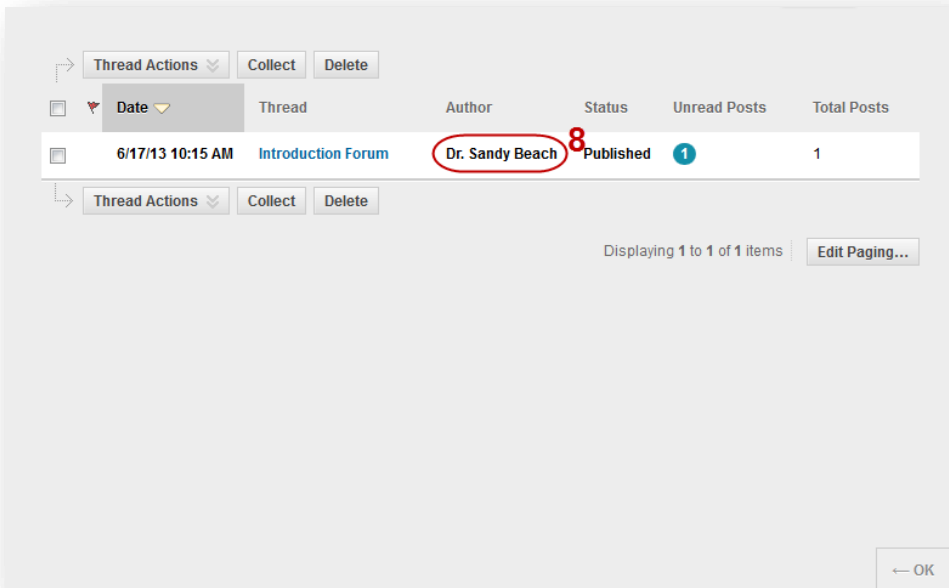 Thread Actions Collect Delete
Date Thread Author Status Unread Posts Total Posts
6/17/13 10:15 AM Introduction Forum Dr. Sandy Beach 8 Published 1 1
Thread Actions Collect Delete
Displaying 1 to 1 of 1 items Edit Paging...
← OK